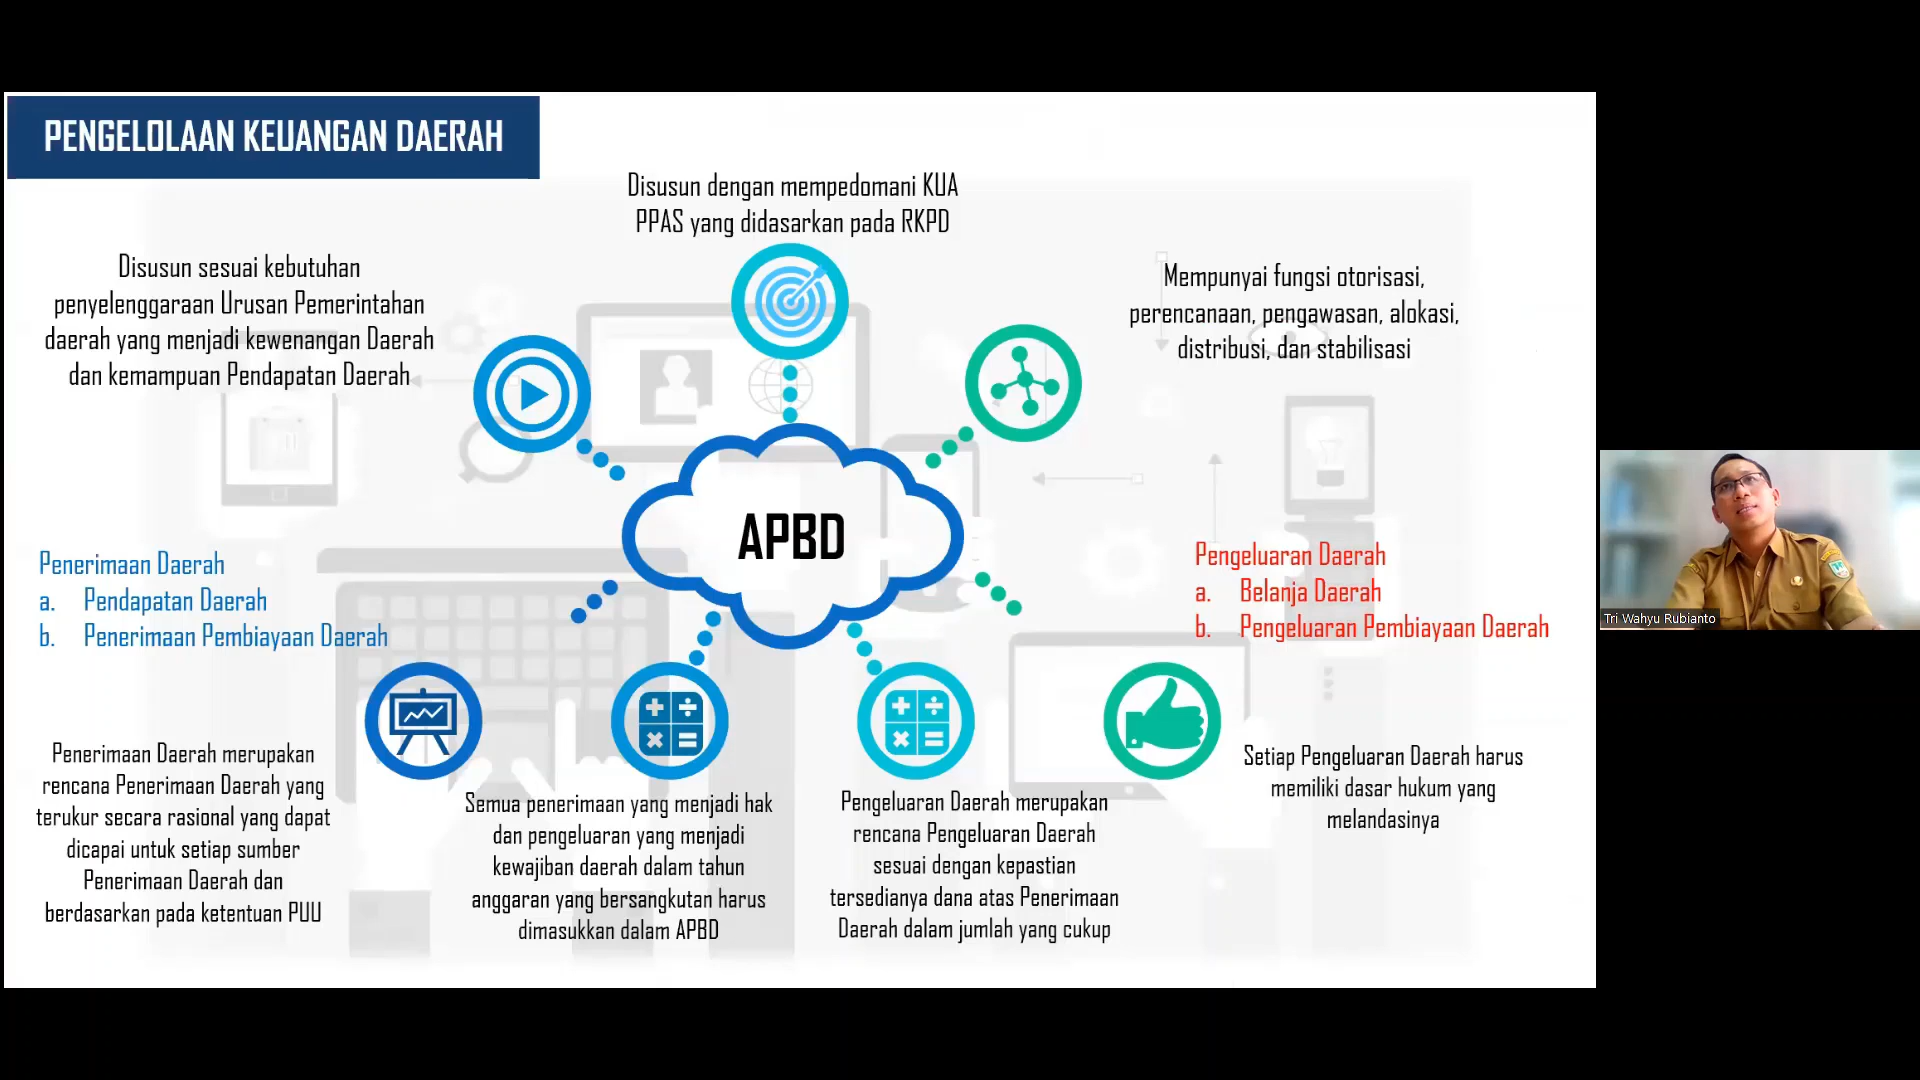 PENGELOLAAN KEUANGAN DAERAH
Disusun dengan mempedomani KUA
PPAS yang didasarkan pada RKPD
Disusun sesuai kebutuhan
penyelenggaraan Urusan Pemerintahan
daerah yang menjadi kewenangan Daerah
dan kemampuan Pendapatan Daerah
Mempunyai fungsi otorisasi,
perencanaan, pengawasan, alokasi,
distribusi, dan stabilisasi
APBD
Penerimaan Daerah
a. Pendapatan Daerah
b. Penerimaan Pembiayaan Daerah
Pengeluaran Daerah
a. Belanja Daerah
b. Pengeluaran Pembiayaan Daerah
Penerimaan Daerah merupakan
rencana Penerimaan Daerah yang
terukur secara rasional yang dapat
dicapai untuk setiap sumber
Penerimaan Daerah dan
berdasarkan pada ketentuan PUU
Semua penerimaan yang menjadi hak
dan pengeluaran yang menjadi
kewajiban daerah dalam tahun
anggaran yang bersangkutan harus
dimasukkan dalam APBD
Pengeluaran Daerah merupakan
rencana Pengeluaran Daerah
sesuai dengan kepastian
tersedianya dana atas Penerimaan
Daerah dalam jumlah yang cukup
Setiap Pengeluaran Daerah harus
memiliki dasar hukum yang
melandasinya
Tri Wahyu Rubianto